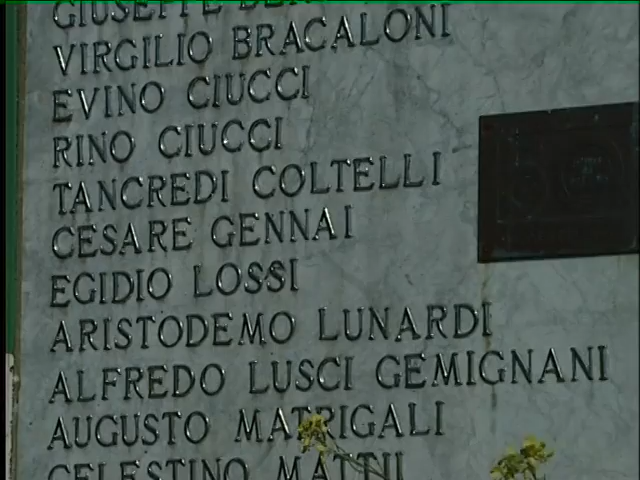 GIUSEPPE
VIRGILIO BRACALONI
EVINO CIUCCI
RINO CIUCCI
TANCREDI COLTELLI
CESARE GENNAI
EGIDIO LOSSI
ARISTODEMO LUNARDI
ALFREDO LUSCI GEMIGNANI
AUGUSTO MATRIGALI
CELESTINO MATTII